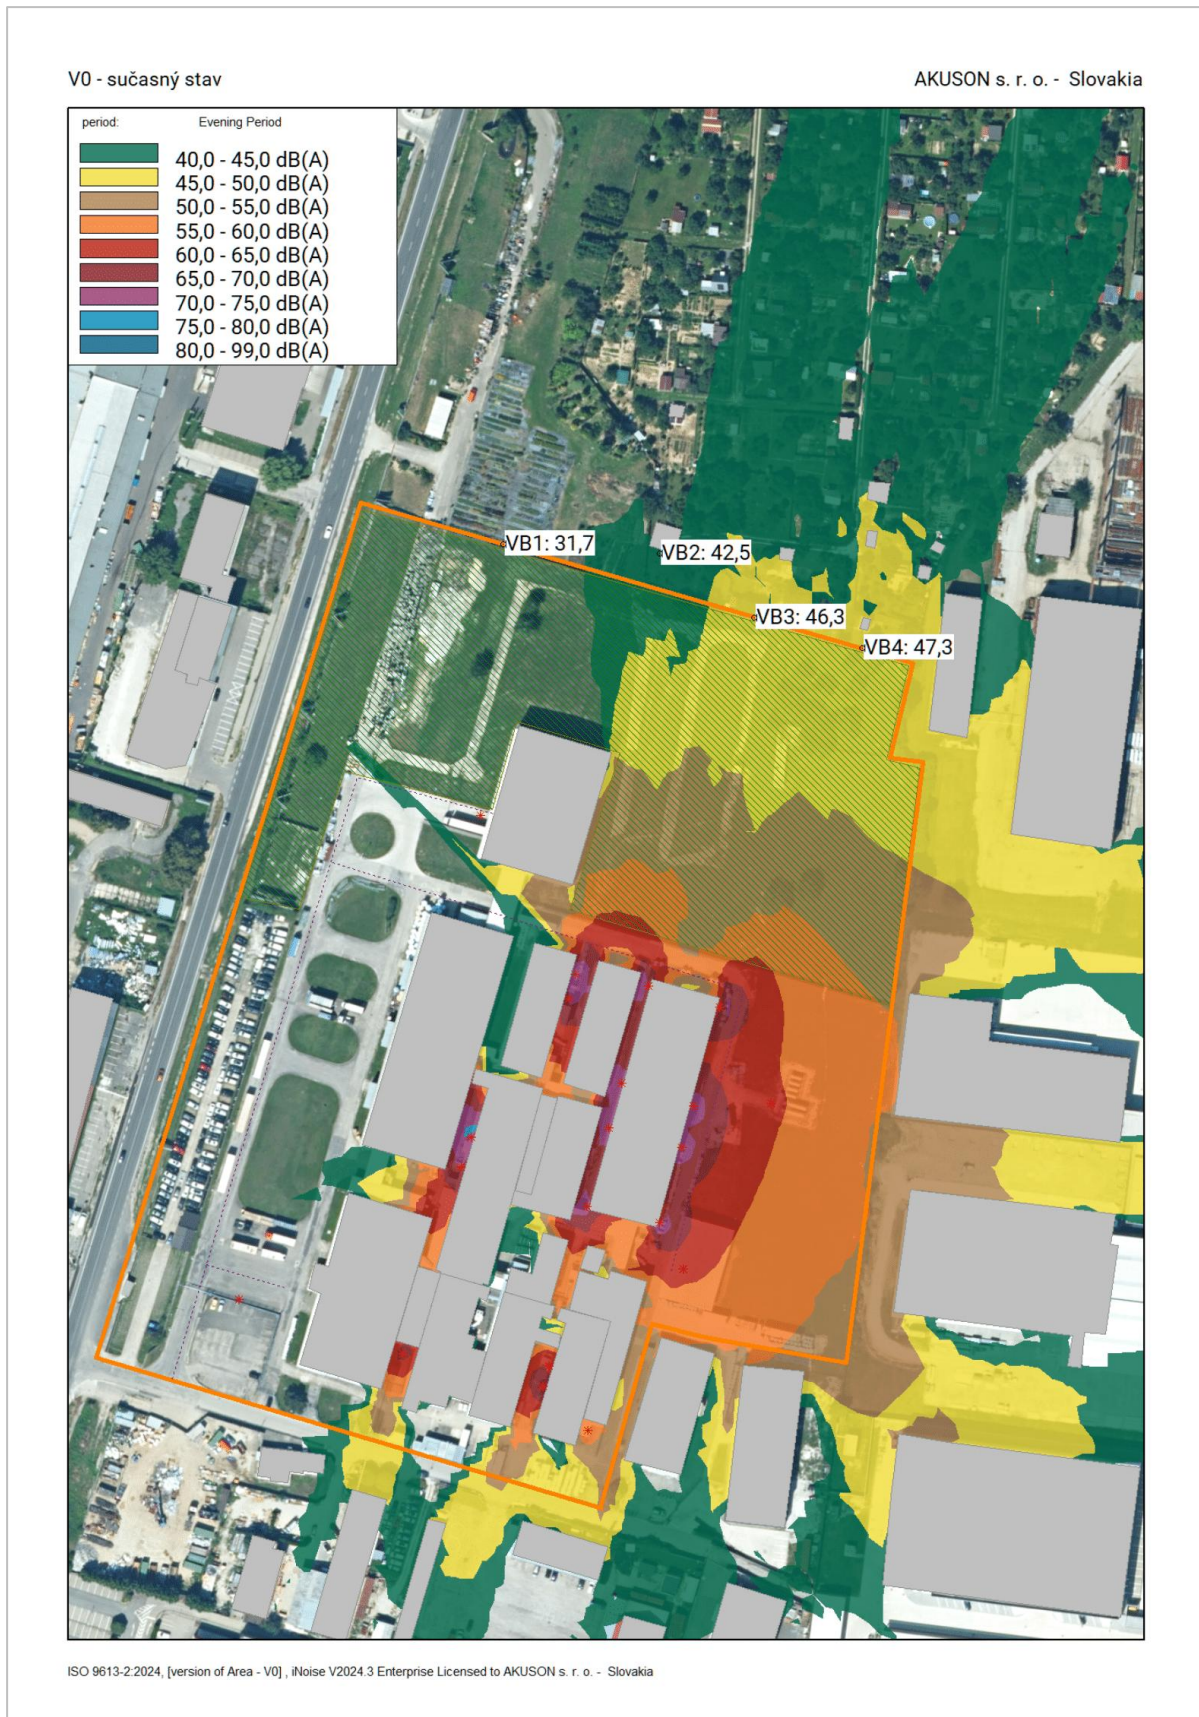 V0 - sučasný stav
AKUSON s. r. o. - Slovakia
period: Evening Period
40,0 - 45,0 dB(A)
45,0 - 50,0 dB(A)
50,0 - 55,0 dB(A)
55,0 - 60,0 dB(A)
60,0 - 65,0 dB(A)
65,0 - 70,0 dB(A)
70,0 - 75,0 dB(A)
75,0 - 80,0 dB(A)
80,0 - 99,0 dB(A)
VB1: 31,7
VB2: 42,5
VB3: 46,3
VB4: 47,3
ISO 9613-2:2024, [version of Area - V0] , iNoise V2024.3 Enterprise Licensed to AKUSON s. r. o. - Slovakia